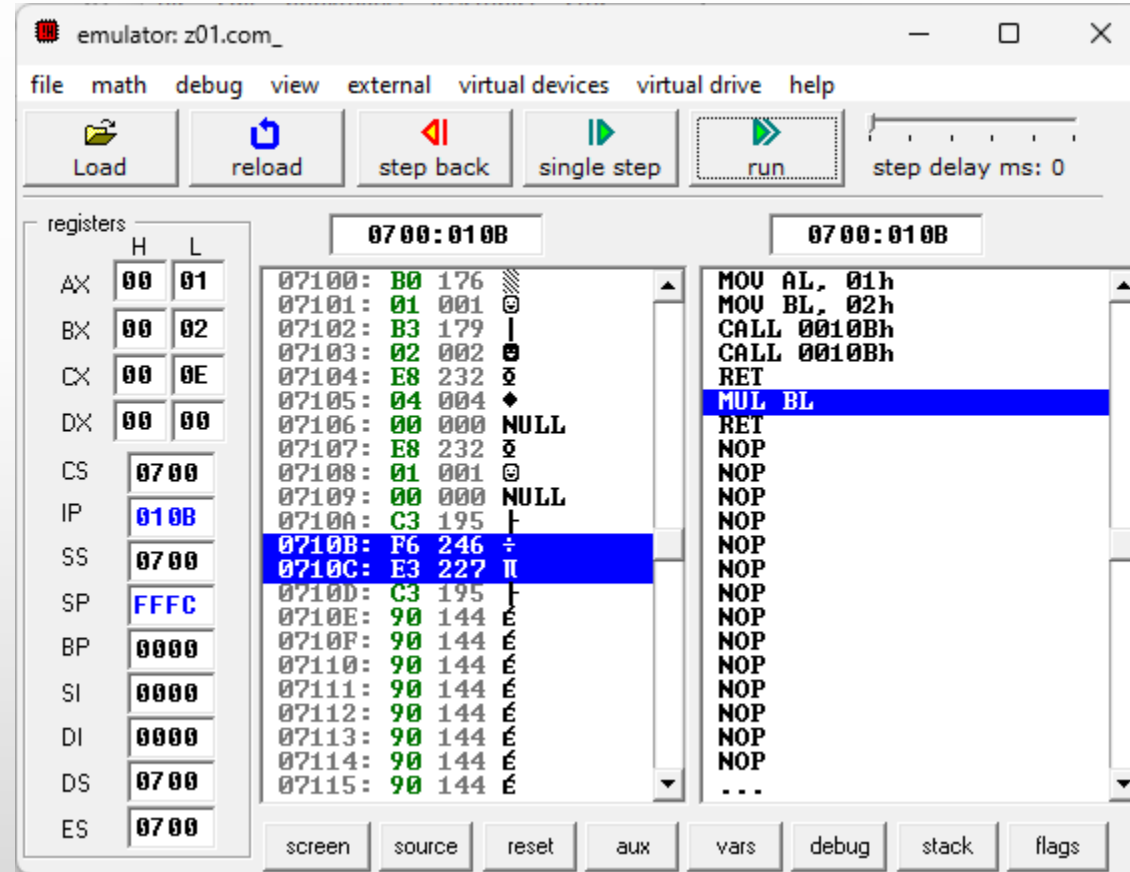 emulator: z01.com_
file math debug view external virtual devices virtual drive help
Load reload step back single step run step delay ms: 0
registers
H L
0700:010B 0700:010B
AX 00 01
BX 00 02
CX 00 0E
DX 00 00
CS 0700
IP 010B
SS 0700
SP FFFC
BP 0000
SI 0000
DI 0000
DS 0700
ES 0700
07100: B0 176 ▒
07101: 01 001 ☺
07102: B3 179 │
07103: 02 002 ☻
07104: E8 232 Φ
07105: 04 004 ♦
07106: 00 000 NULL
07107: E8 232 Φ
07108: 01 001 ☺
07109: 00 000 NULL
0710A: C3 195 ├
0710B: F6 246 ÷
0710C: E3 227 π
0710D: C3 195 ├
0710E: 90 144 É
0710F: 90 144 É
07110: 90 144 É
07111: 90 144 É
07112: 90 144 É
07113: 90 144 É
07114: 90 144 É
07115: 90 144 É
MOV AL, 01h
MOV BL, 02h
CALL 0010Bh
CALL 0010Bh
RET
MUL BL
RET
NOP
NOP
NOP
NOP
NOP
NOP
NOP
NOP
NOP
NOP
NOP
NOP
NOP
NOP
...
screen source reset aux vars debug stack flags